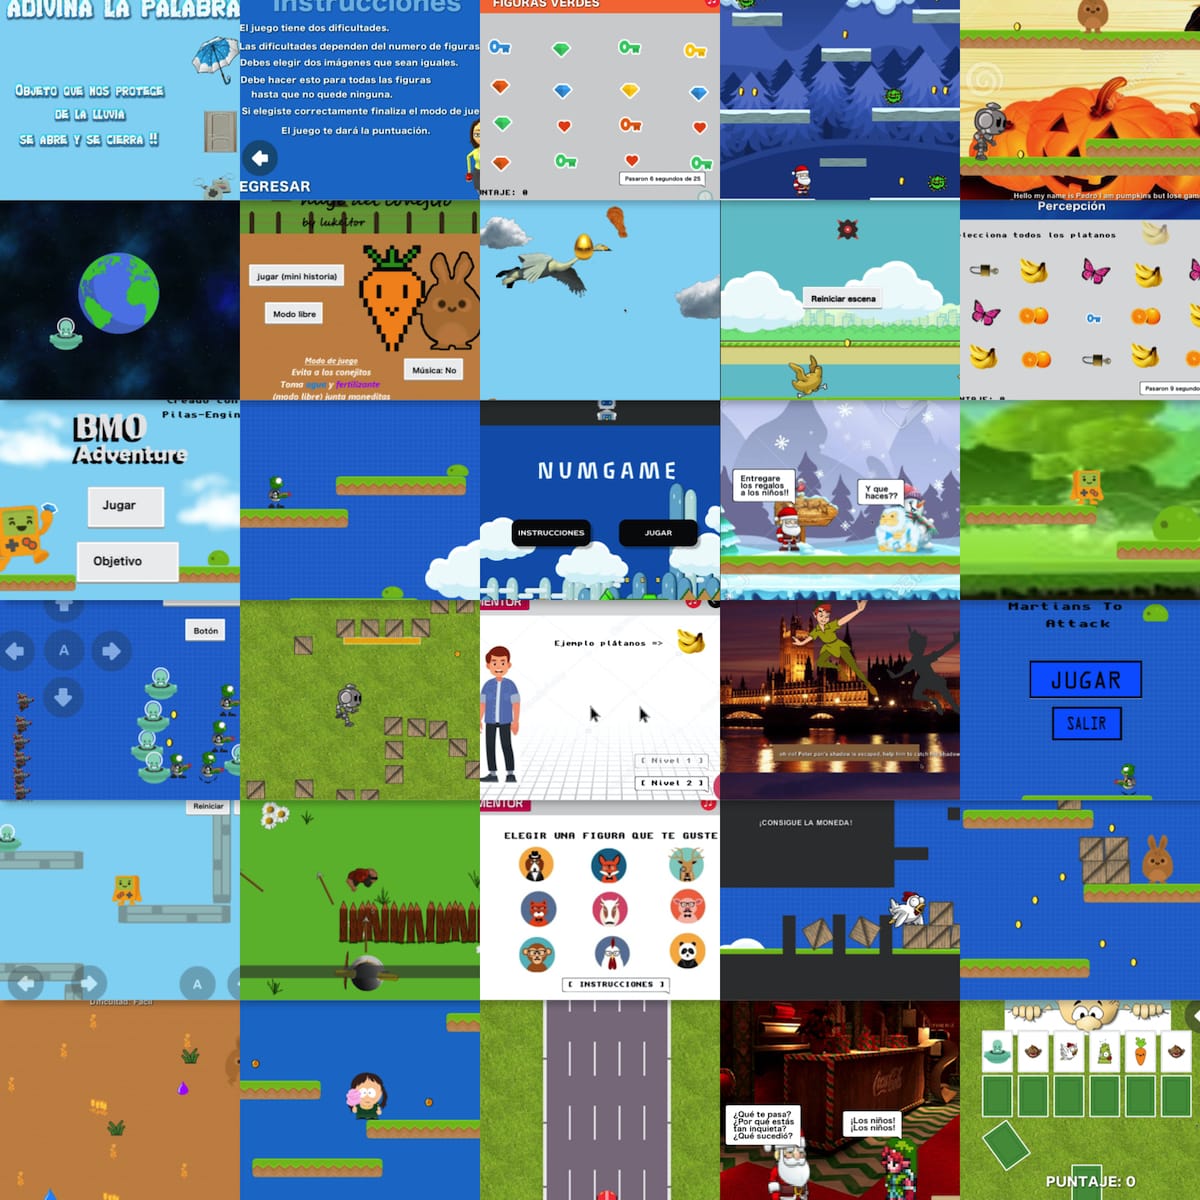 ADIVINA LA PALABRA
OBJETO QUE NOS PROTEGE
DE LA LLUVIA
SE ABRE Y SE CIERRA !!
Instrucciones
El juego tiene dos dificultades.
Las dificultades dependen del numero de figuras
Debes elegir dos imágenes que sean iguales.
Debe hacer esto para todas las figuras
hasta que no quede ninguna.
Si elegiste correctamente finaliza el modo de jue
El juego te dará la puntuación.
EGRESAR
FIGURAS VERDES
Pasaron 6 segundos de 25
NTAJE: 0
Hello my name is Pedro I am pumpkins but lose gam
by lukeitor
jugar (mini historia)
Modo libre
Modo de juego
Evita a los conejitos
Toma agua y fertilizante
(modo libre) junta moneditas
Música: No
Reiniciar escena
Percepción
lecciona todos los platanos
Pasaron 9 segundo
NTAJE: 0
Creado con
Pilas-Engin
BMO
Adventure
Jugar
Objetivo
NUMGAME
INSTRUCCIONES
JUGAR
Entregare
los regalos
a los niños!!
Y que
haces??
A
Botón
MENTOR
Ejemplo plátanos =>
[ Nivel 1 ]
[ Nivel 2 ]
oh no! Peter pan's shadow is escaped, help him to catch the shadow
Martians To
Attack
JUGAR
SALIR
Reiniciar
A
MENTOR
ELEGIR UNA FIGURA QUE TE GUSTE
[ INSTRUCCIONES ]
¡CONSIGUE LA MONEDA!
Dificultad: Fácil
Coca-Cola
¿Qué te pasa?
¿Por qué estás
tan inquieta?
¿Qué sucedió?
¡Los niños!
¡Los niños!
PUNTAJE: 0